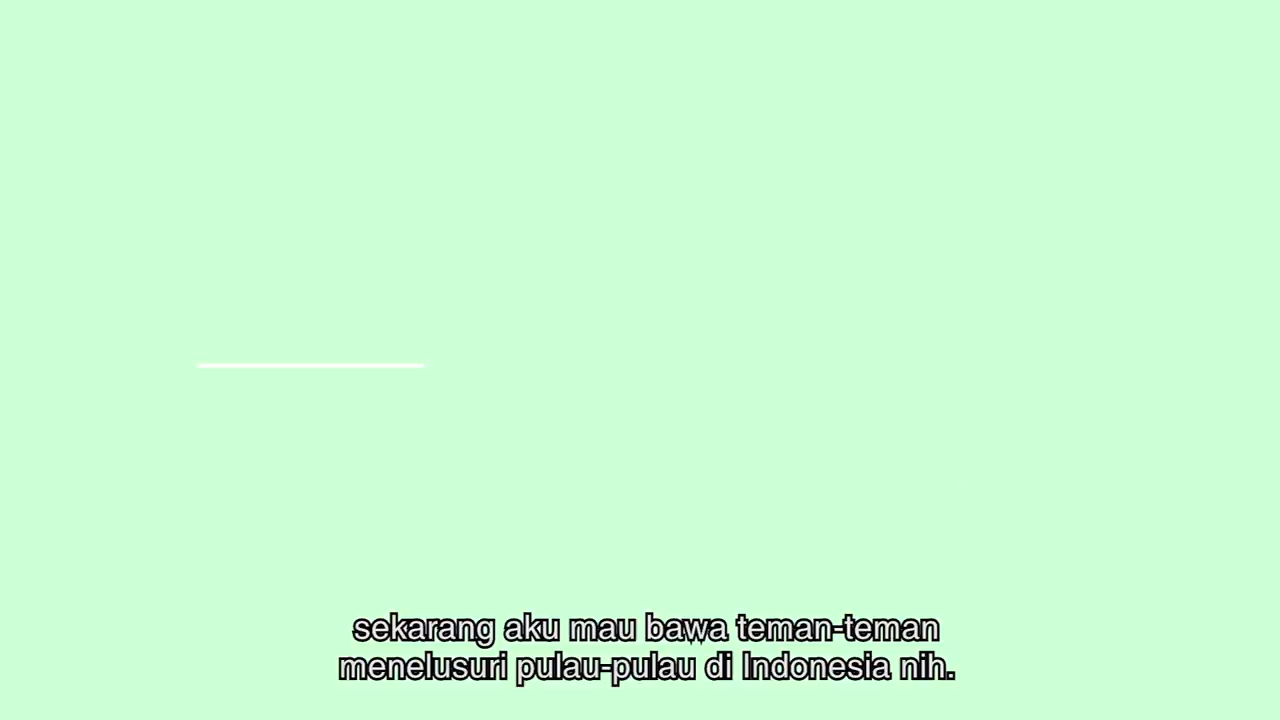 sekarang aku mau bawa teman-teman
menelusuri pulau-pulau di Indonesia nih.